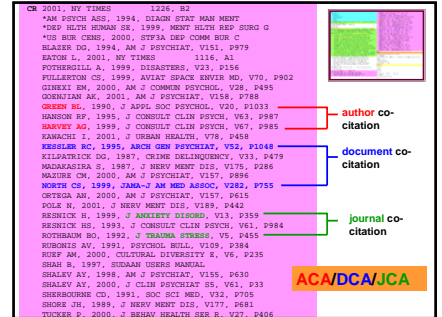 CR 2001, NY TIMES 1226, B2
*AM PSYCH ASS, 1994, DIAGN STAT MAN MENT
*DEP HLTH HUMAN SE, 1999, MENT HLTH REP SURG G
*US BUR CENS, 2000, STF3A DEP COMM BUR C
BLAZER DG, 1994, AM J PSYCHIAT, V151, P979
EATON L, 2001, NY TIMES 1116, A1
FOTHERGILL A, 1999, DISASTERS, V23, P156
FULLERTON CS, 1999, AVIAT SPACE ENVIR MD, V70, P902
GINEXI EM, 2000, AM J COMMUN PSYCHOL, V28, P495
GOENJIAN AK, 2001, AM J PSYCHIAT, V158, P788
GREEN BL, 1990, J APPL SOC PSYCHOL, V20, P1033
HANSON RF, 1995, J CONSULT CLIN PSYCH, V63, P987
HARVEY AG, 1999, J CONSULT CLIN PSYCH, V67, P985
KAWACHI I, 2001, J URBAN HEALTH, V78, P458
KESSLER RC, 1995, ARCH GEN PSYCHIAT, V52, P1048
KILPATRICK DG, 1987, CRIME DELINQUENCY, V33, P479
MADAKASIRA S, 1987, J NERV MENT DIS, V175, P286
MAZURE CM, 2000, AM J PSYCHIAT, V157, P896
NORTH CS, 1999, JAMA-J AM MED ASSOC, V282, P755
ORTEGA AN, 2000, AM J PSYCHIAT, V157, P615
POLE N, 2001, J NERV MENT DIS, V189, P442
RESNICK H, 1999, J ANXIETY DISORD, V13, P359
RESNICK HS, 1993, J CONSULT CLIN PSYCH, V61, P984
ROTHBAUM BO, 1992, J TRAUMA STRESS, V5, P455
RUBONIS AV, 1991, PSYCHOL BULL, V109, P384
RUEF AM, 2000, CULTURAL DIVERSITY E, V6, P235
SHAH B, 1997, SUDAAN USERS MANUAL
SHALEV AY, 1998, AM J PSYCHIAT, V155, P630
SHALEV AY, 2000, J CLIN PSYCHIAT S5, V61, P33
SHERBOURNE CD, 1991, SOC SCI MED, V32, P705
SHORE JH, 1989, J NERV MENT DIS, V177, P681
TUCKER P, 2000, J BEHAV HEALTH SER R, V27, P406
author co-
citation
document co-
citation
journal co-
citation
ACA/DCA/JCA